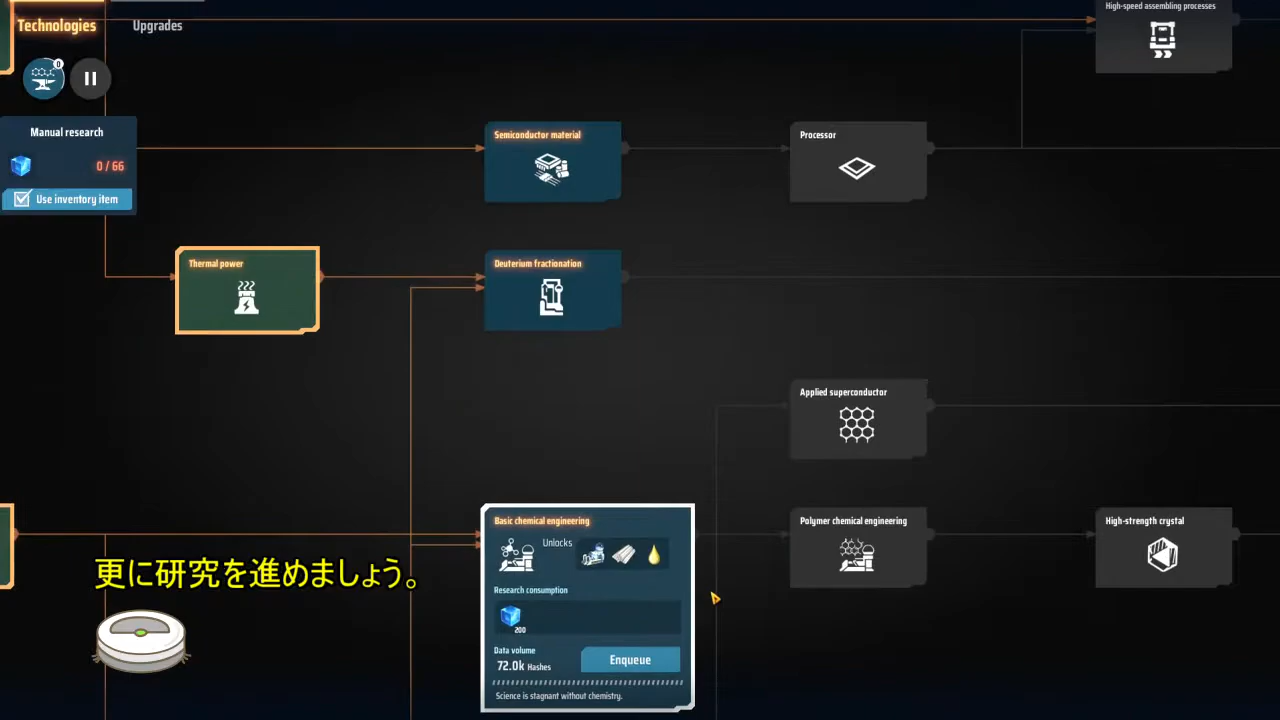 High-speed assembling processes
Technologies
Upgrades
0
Manual research
0 / 66
Use inventory item
Semiconductor material
Processor
Thermal power
Deuterium fractionation
Applied superconductor
Basic chemical engineering
Unlocks
Research consumption
200
Data volume
72.0k Hashes
Enqueue
Science is stagnant without chemistry.
Polymer chemical engineering
High-strength crystal
更に研究を進めましょう。